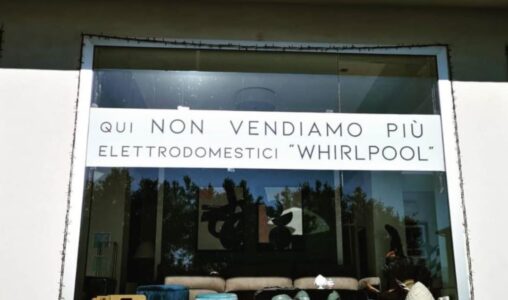 QUI NON VENDIAMO PIÙ
ELETTRODOMESTICI "WHIRLPOOL"